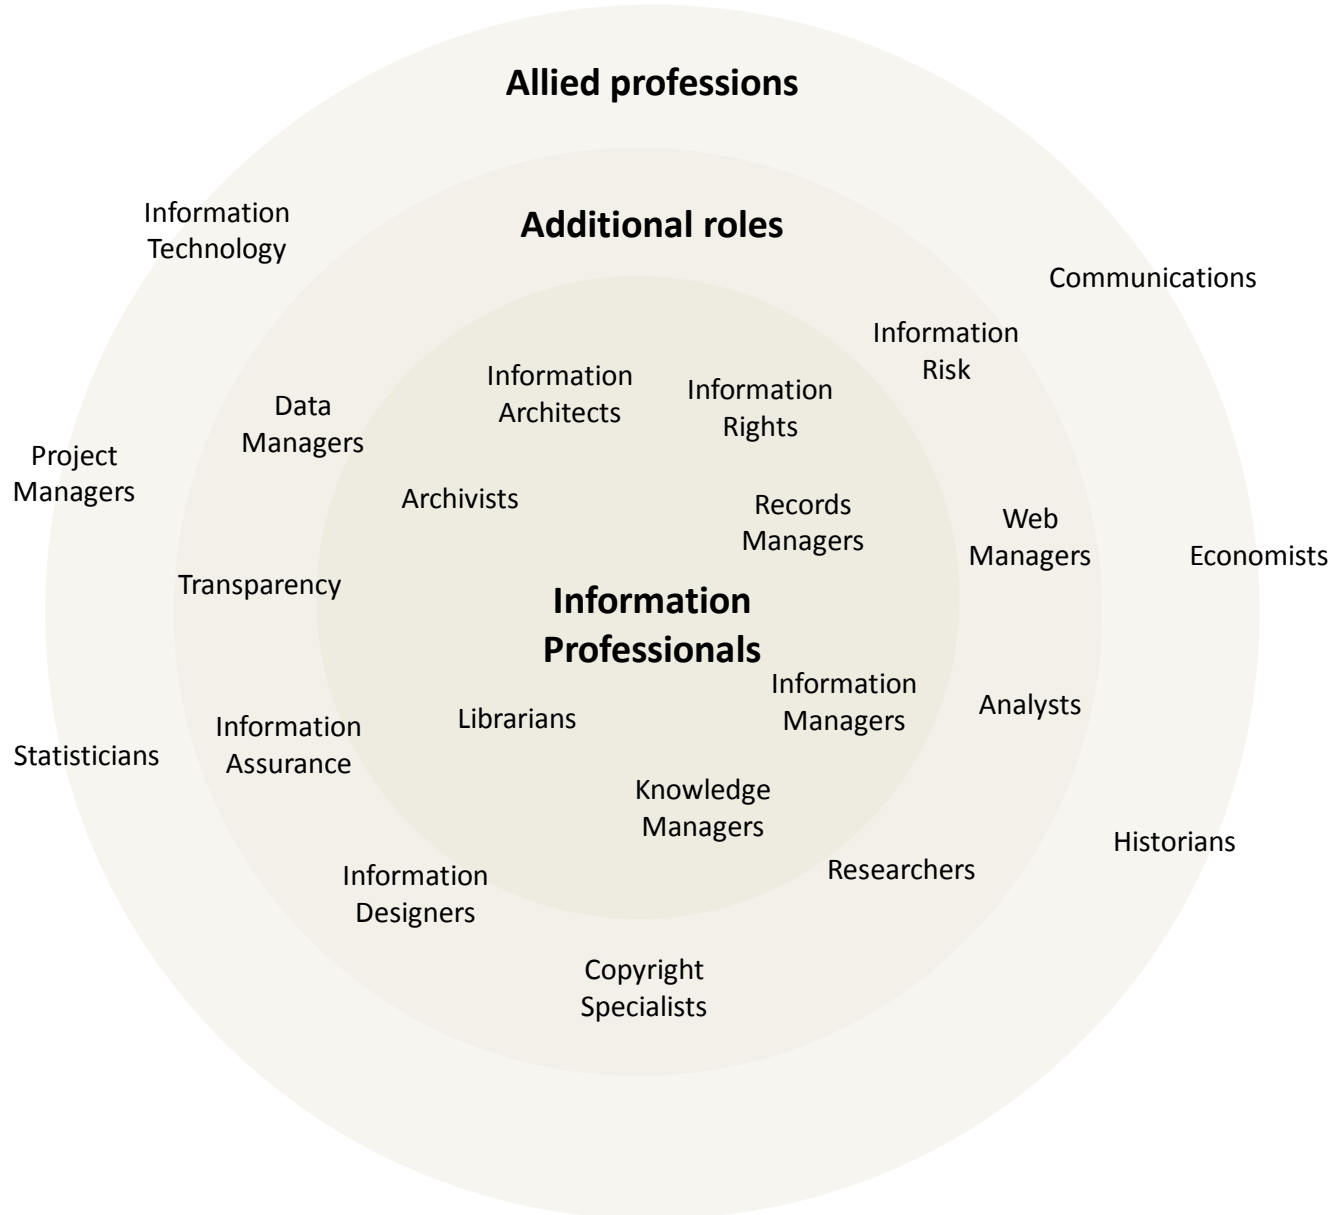 Allied professions
Information
Technology
Additional roles
Communications
Information
Risk
Information
Architects
Information
Rights
Data
Managers
Project
Managers
Archivists
Records
Managers
Web
Managers
Economists
Transparency
Information
Professionals
Information
Managers
Analysts
Librarians
Information
Assurance
Statisticians
Knowledge
Managers
Historians
Researchers
Information
Designers
Copyright
Specialists